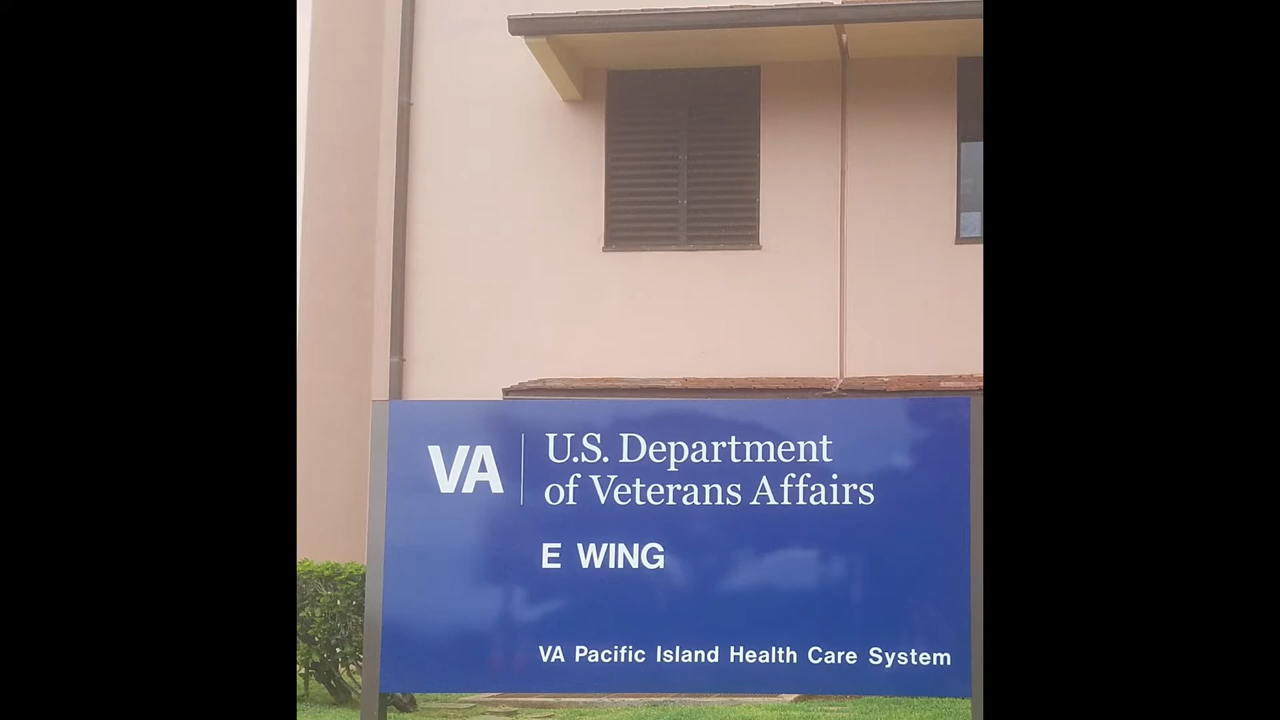 VA
U.S. Department
of Veterans Affairs
E WING
VA Pacific Island Health Care System